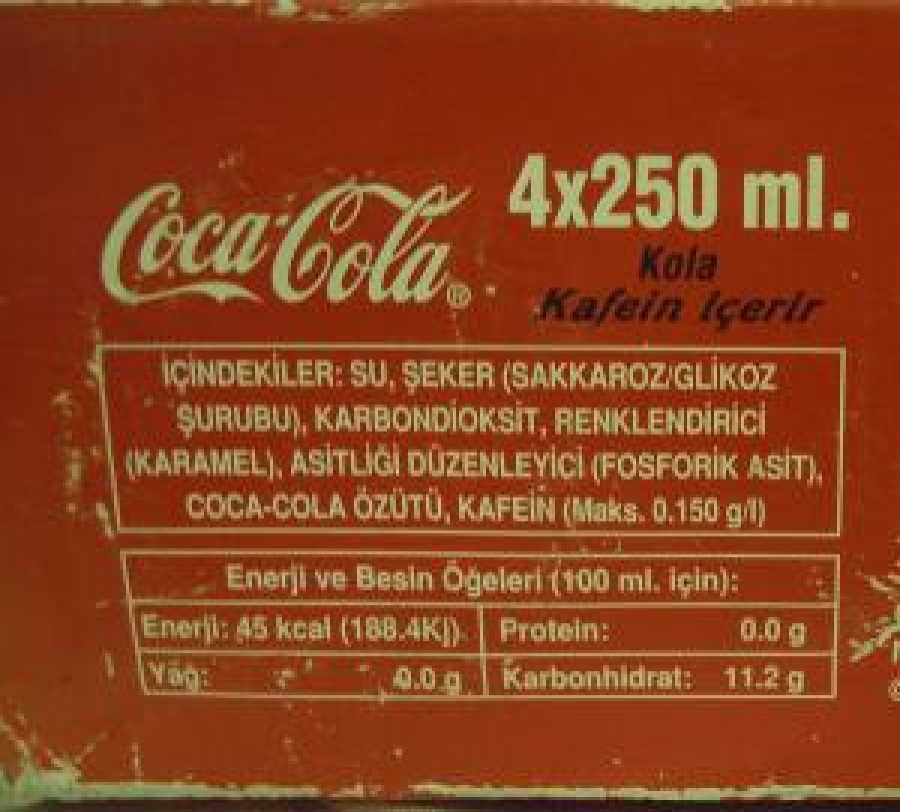 Coca-Cola®
4x250 ml.
Kola
Kafein İçerir
İÇİNDEKİLER: SU, ŞEKER (SAKKAROZ/GLİKOZ
ŞURUBU), KARBONDİOKSİT, RENKLENDİRİCİ
(KARAMEL), ASİTLİĞİ DÜZENLEYİCİ (FOSFORİK ASİT),
COCA-COLA ÖZÜTÜ, KAFEİN (Maks. 0.150 g/l)
Enerji ve Besin Öğeleri (100 ml. için):
Enerji: 45 kcal (188.4Kj) Protein: 0.0 g
Yağ: 0.0 g Karbonhidrat: 11.2 g